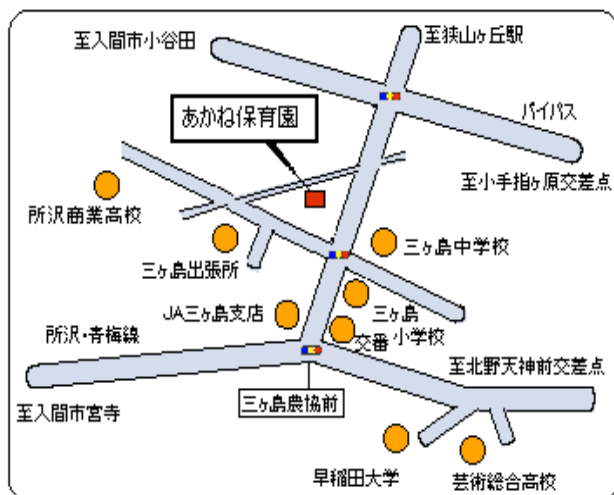 至入間市小谷田
至狭山ヶ丘駅
バイパス
あかね保育園
至小手指ヶ原交差点
所沢商業高校
三ヶ島中学校
三ヶ島出張所
JA三ヶ島支店
三ヶ島
小学校
交番
所沢・青梅線
至北野天神前交差点
三ヶ島農協前
至入間市宮寺
早稲田大学
芸術総合高校